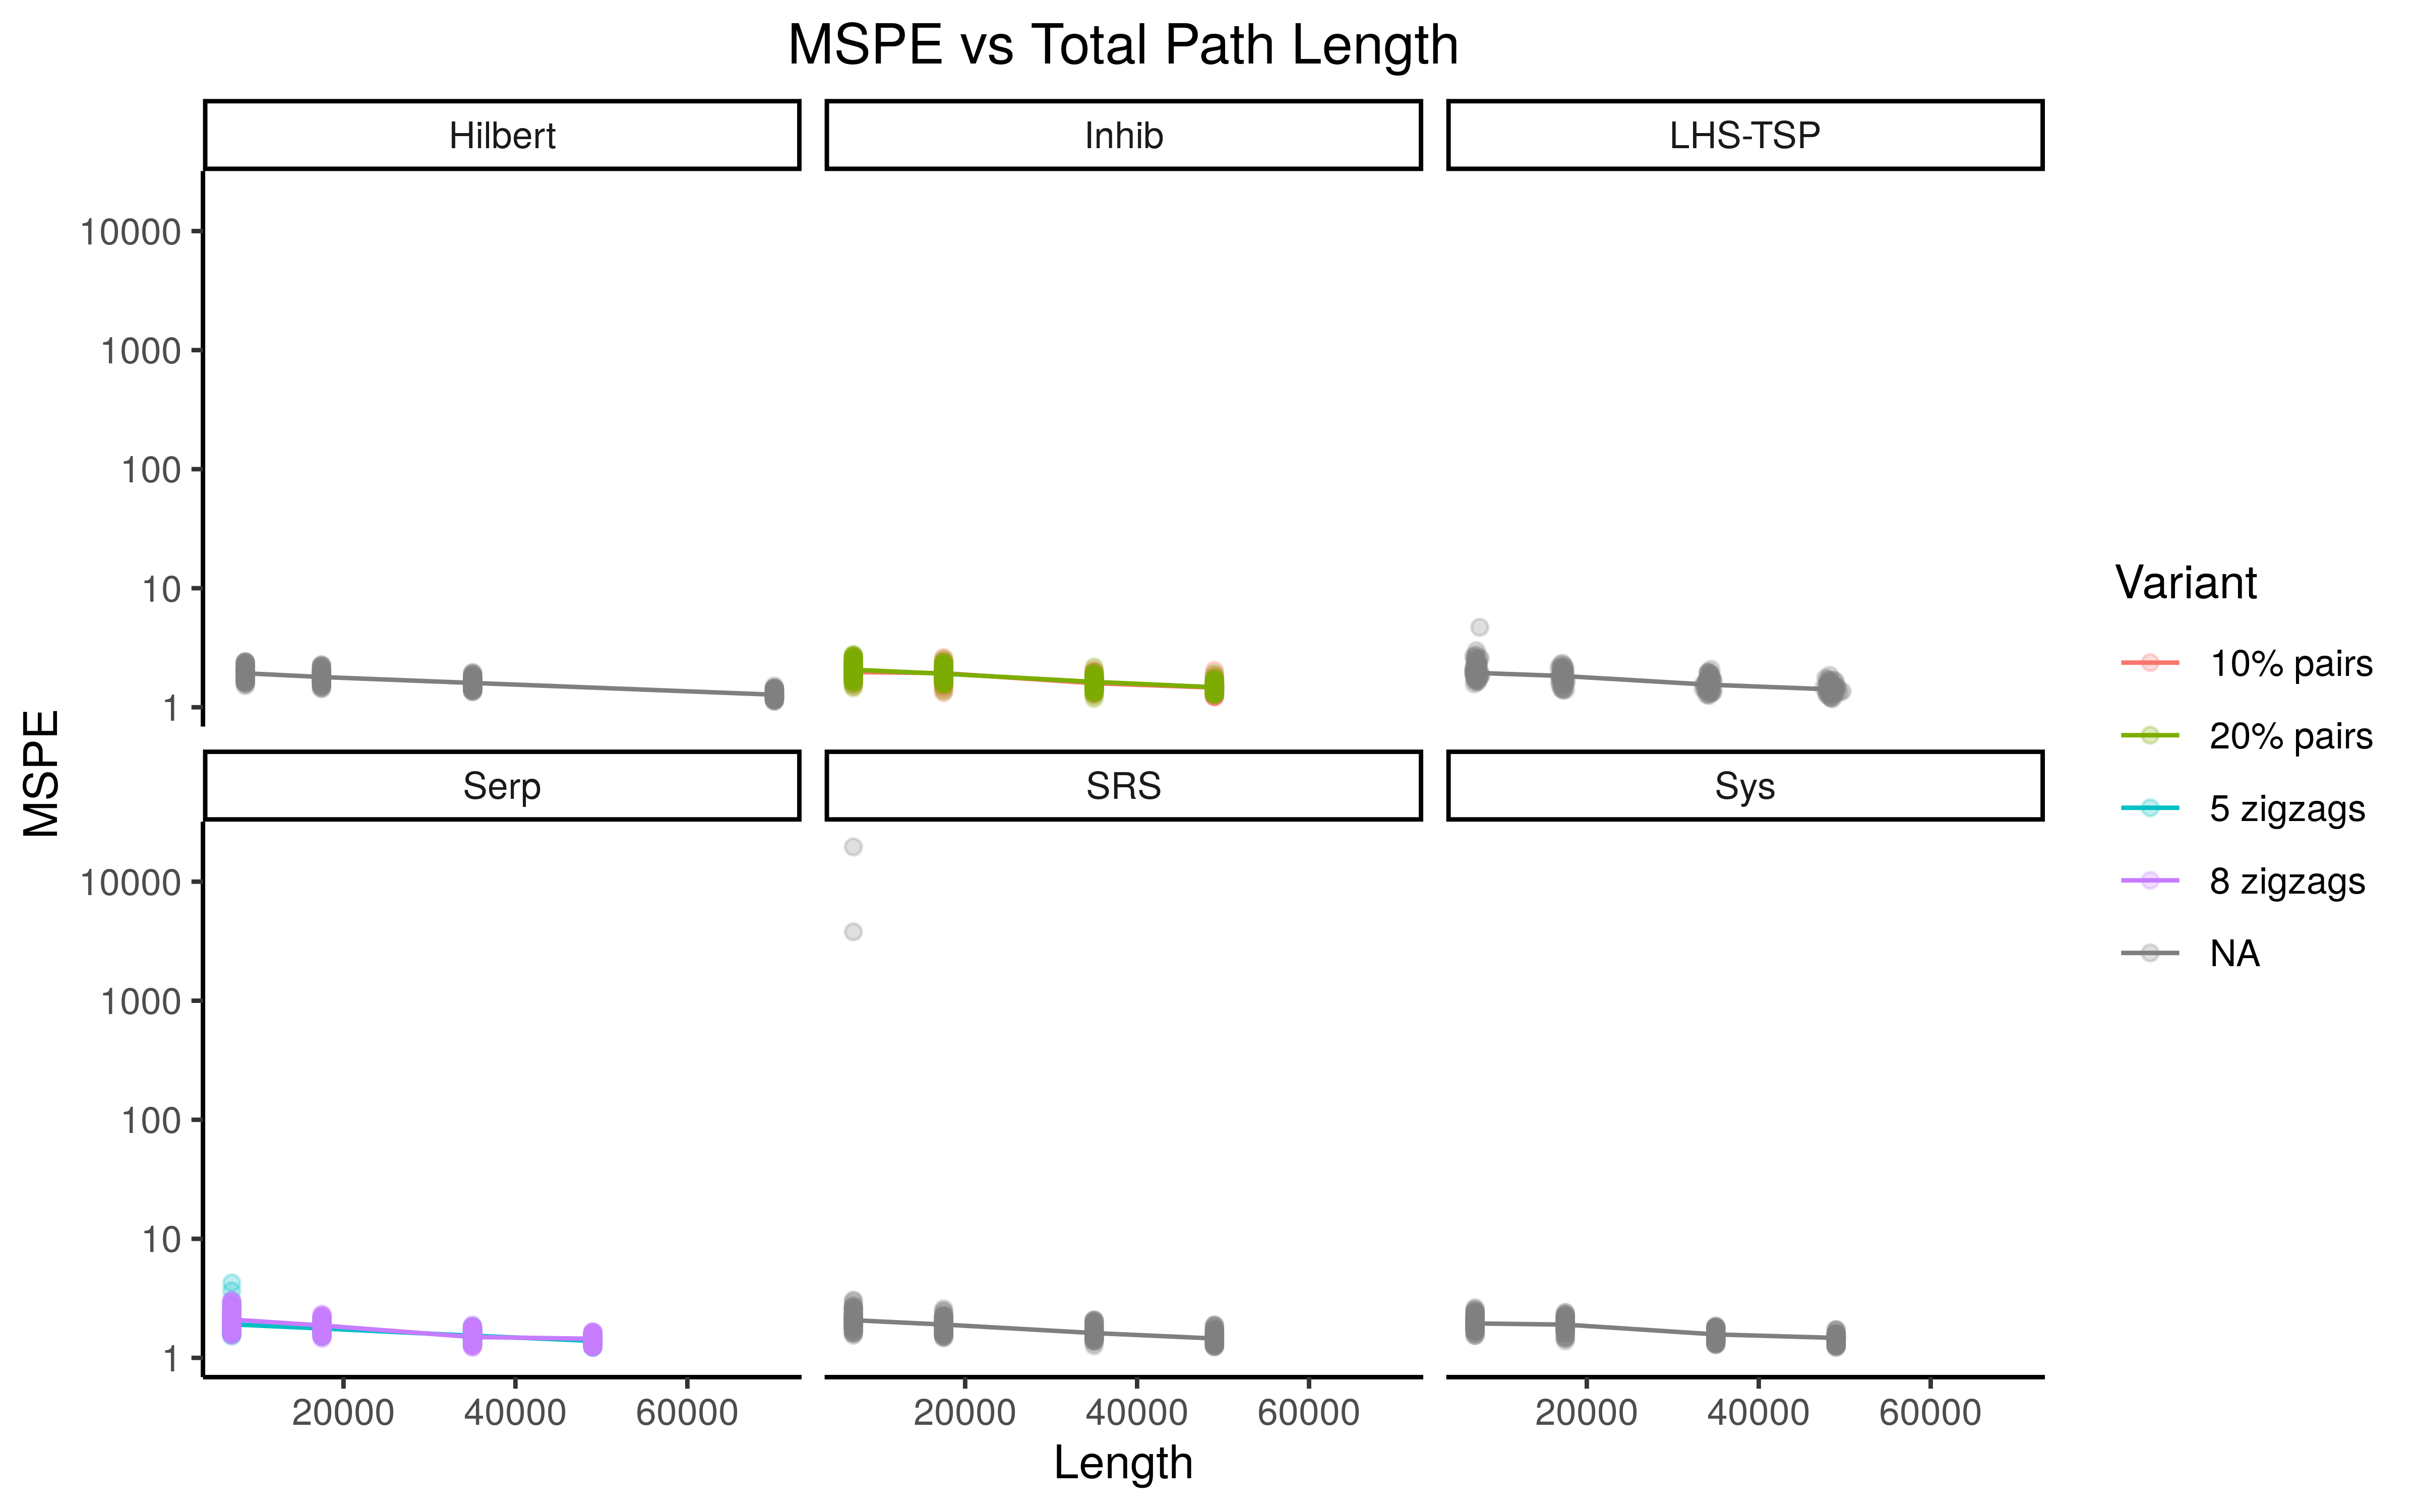 MSPE vs Total Path Length
Hilbert
Inhib
LHS-TSP
10000
1000
100
10
1
Serp
SRS
Sys
10000
1000
100
10
1
20000
40000
60000
20000
40000
60000
20000
40000
60000
Length
MSPE
Variant
10% pairs
20% pairs
5 zigzags
8 zigzags
NA